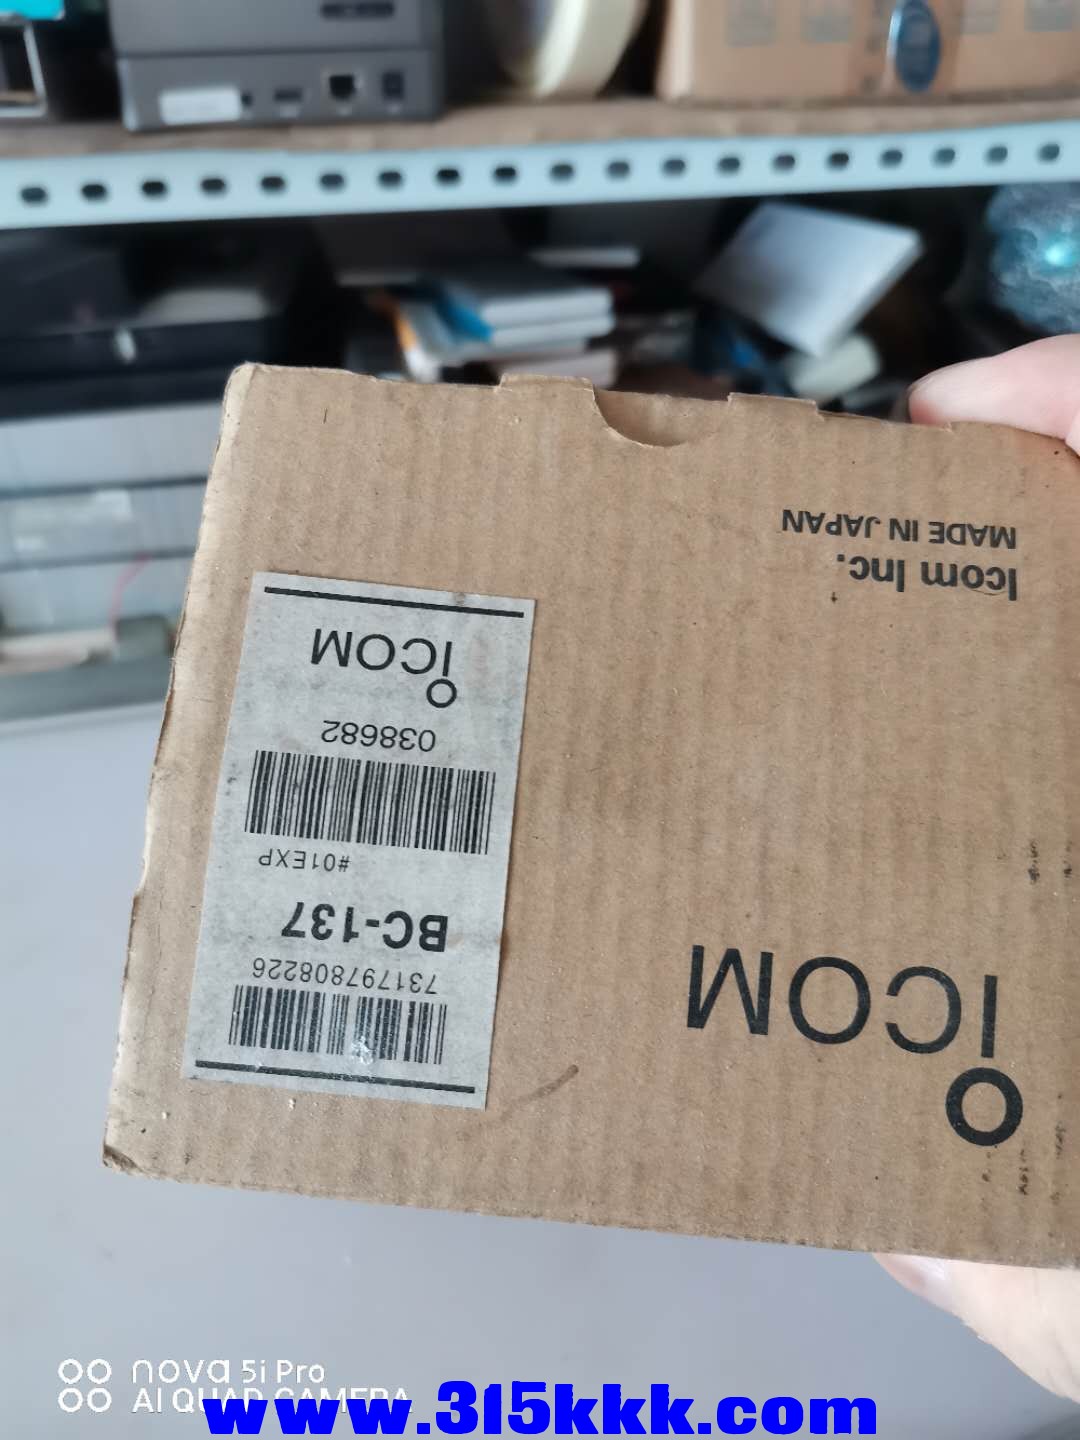 Icom Inc.
MADE IN JAPAN
ICOM
731797808226
BC-137
#01EXP
038682
ICOM
nova 5i Pro
AI QUAD CAMERA
www.315kkk.com